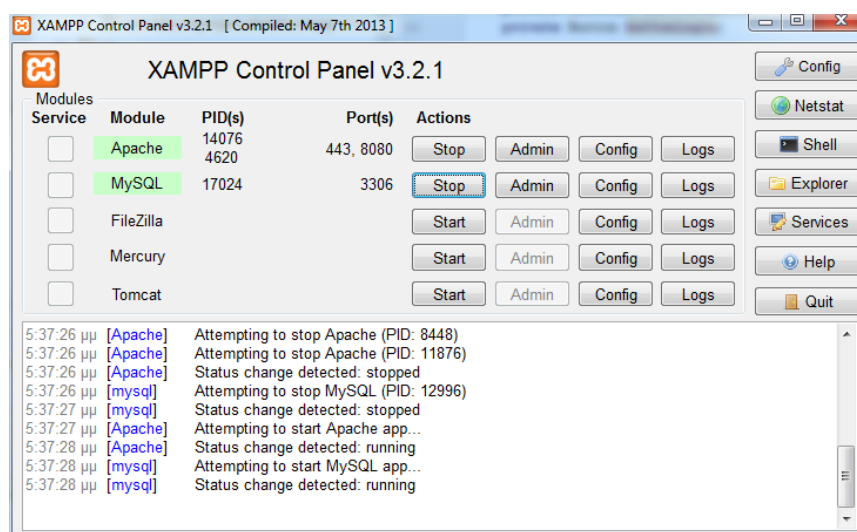 XAMPP Control Panel v3.2.1 [ Compiled: May 7th 2013 ]
XAMPP Control Panel v3.2.1
Config
Modules
Service Module PID(s) Port(s) Actions
Netstat
Apache 14076 4620 443, 8080 Stop Admin Config Logs
Shell
MySQL 17024 3306 Stop Admin Config Logs
Explorer
FileZilla Start Admin Config Logs
Services
Mercury Start Admin Config Logs
Help
Tomcat Start Admin Config Logs
Quit
5:37:26 μμ [Apache] Attempting to stop Apache (PID: 8448)
5:37:26 μμ [Apache] Attempting to stop Apache (PID: 11876)
5:37:26 μμ [Apache] Status change detected: stopped
5:37:26 μμ [mysql] Attempting to stop MySQL (PID: 12996)
5:37:27 μμ [mysql] Status change detected: stopped
5:37:27 μμ [Apache] Attempting to start Apache app...
5:37:28 μμ [Apache] Status change detected: running
5:37:28 μμ [mysql] Attempting to start MySQL app...
5:37:28 μμ [mysql] Status change detected: running